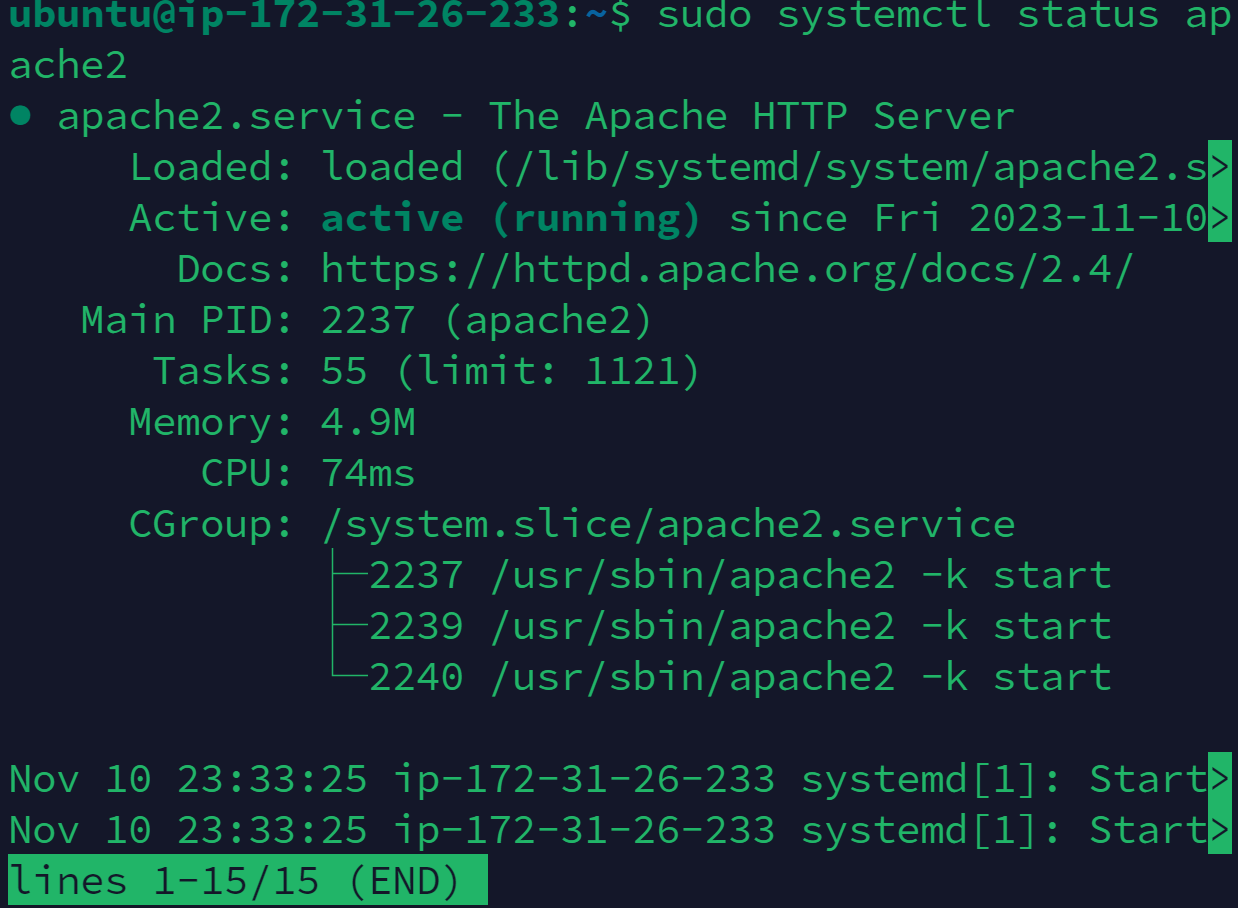 ubuntu@ip-172-31-26-233:~$ sudo systemctl status ap
ache2
● apache2.service - The Apache HTTP Server
     Loaded: loaded (/lib/systemd/system/apache2.s>
     Active: active (running) since Fri 2023-11-10>
       Docs: https://httpd.apache.org/docs/2.4/
   Main PID: 2237 (apache2)
      Tasks: 55 (limit: 1121)
     Memory: 4.9M
        CPU: 74ms
     CGroup: /system.slice/apache2.service
             ├─2237 /usr/sbin/apache2 -k start
             ├─2239 /usr/sbin/apache2 -k start
             └─2240 /usr/sbin/apache2 -k start

Nov 10 23:33:25 ip-172-31-26-233 systemd[1]: Start>
Nov 10 23:33:25 ip-172-31-26-233 systemd[1]: Start>
lines 1-15/15 (END)